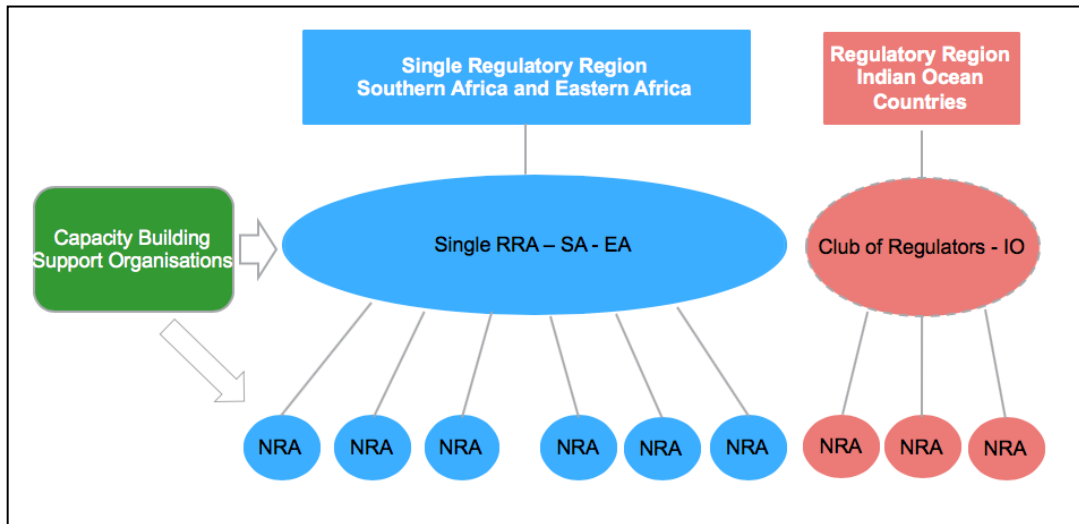 Single Regulatory Region
Southern Africa and Eastern Africa
Regulatory Region
Indian Ocean
Countries
Capacity Building
Support Organisations
Single RRA – SA - EA
Club of Regulators - IO
NRA
NRA
NRA
NRA
NRA
NRA
NRA
NRA
NRA